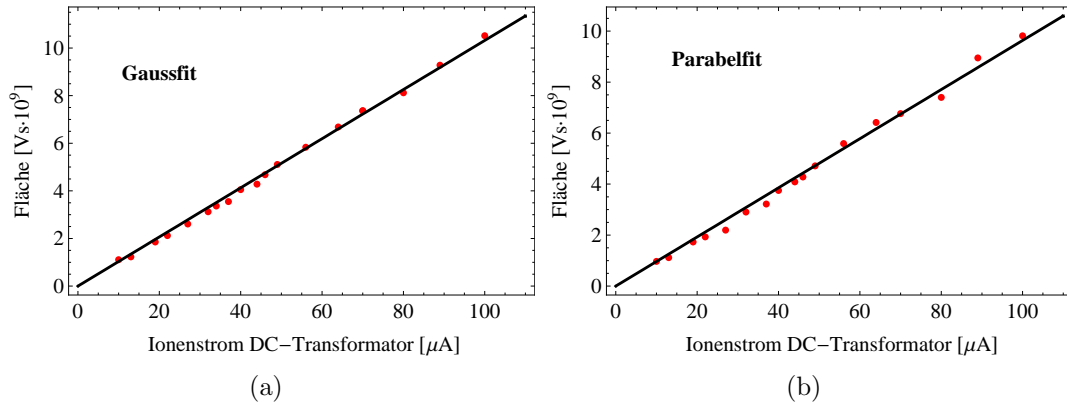 Gaussfit
Fläche [Vs·10⁹]
10
8
6
4
2
0
0 20 40 60 80 100
Ionenstrom DC−Transformator [μA]
(a)
Parabelfit
Fläche [Vs·10⁹]
10
8
6
4
2
0
0 20 40 60 80 100
Ionenstrom DC−Transformator [μA]
(b)